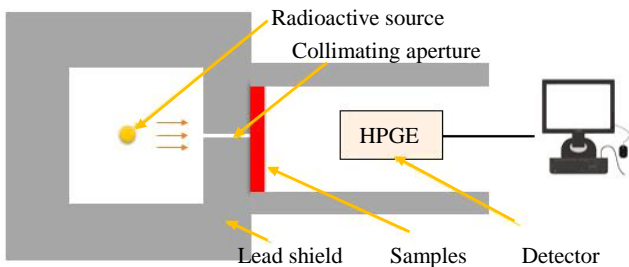 Radioactive source
Collimating aperture
HPGE
Lead shield
Samples
Detector